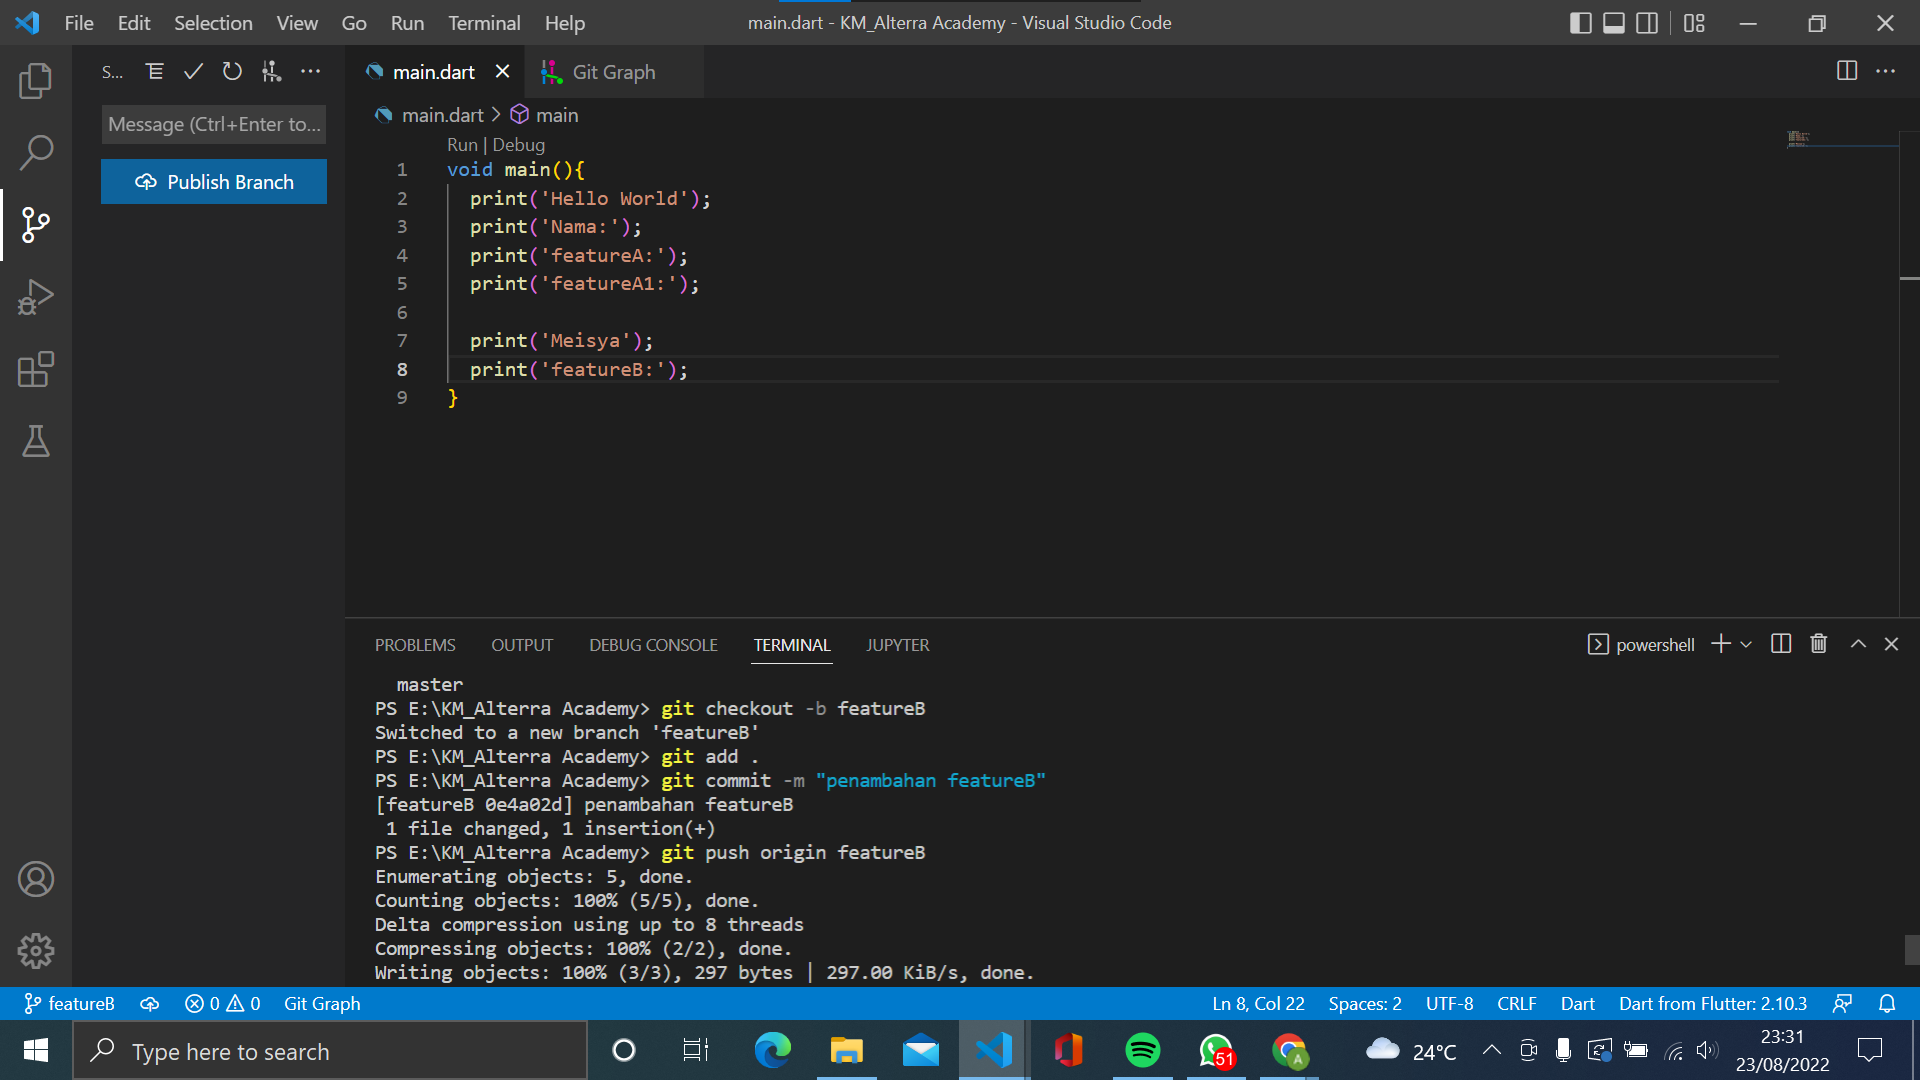 File Edit Selection View Go Run Terminal Help
main.dart - KM_Alterra Academy - Visual Studio Code
S...
Message (Ctrl+Enter to...
Publish Branch
main.dart
Git Graph
main.dart > main
Run | Debug
1 void main(){
2 print('Hello World');
3 print('Nama:');
4 print('featureA:');
5 print('featureA1:');
6
7 print('Meisya');
8 print('featureB:');
9 }
PROBLEMS OUTPUT DEBUG CONSOLE TERMINAL JUPYTER
powershell
master
PS E:\KM_Alterra Academy> git checkout -b featureB
Switched to a new branch 'featureB'
PS E:\KM_Alterra Academy> git add .
PS E:\KM_Alterra Academy> git commit -m "penambahan featureB"
[featureB 0e4a02d] penambahan featureB
1 file changed, 1 insertion(+)
PS E:\KM_Alterra Academy> git push origin featureB
Enumerating objects: 5, done.
Counting objects: 100% (5/5), done.
Delta compression using up to 8 threads
Compressing objects: 100% (2/2), done.
Writing objects: 100% (3/3), 297 bytes | 297.00 KiB/s, done.
featureB 0 0 Git Graph
Ln 8, Col 22 Spaces: 2 UTF-8 CRLF Dart Dart from Flutter: 2.10.3
Type here to search
51
A
24°C
23:31
23/08/2022